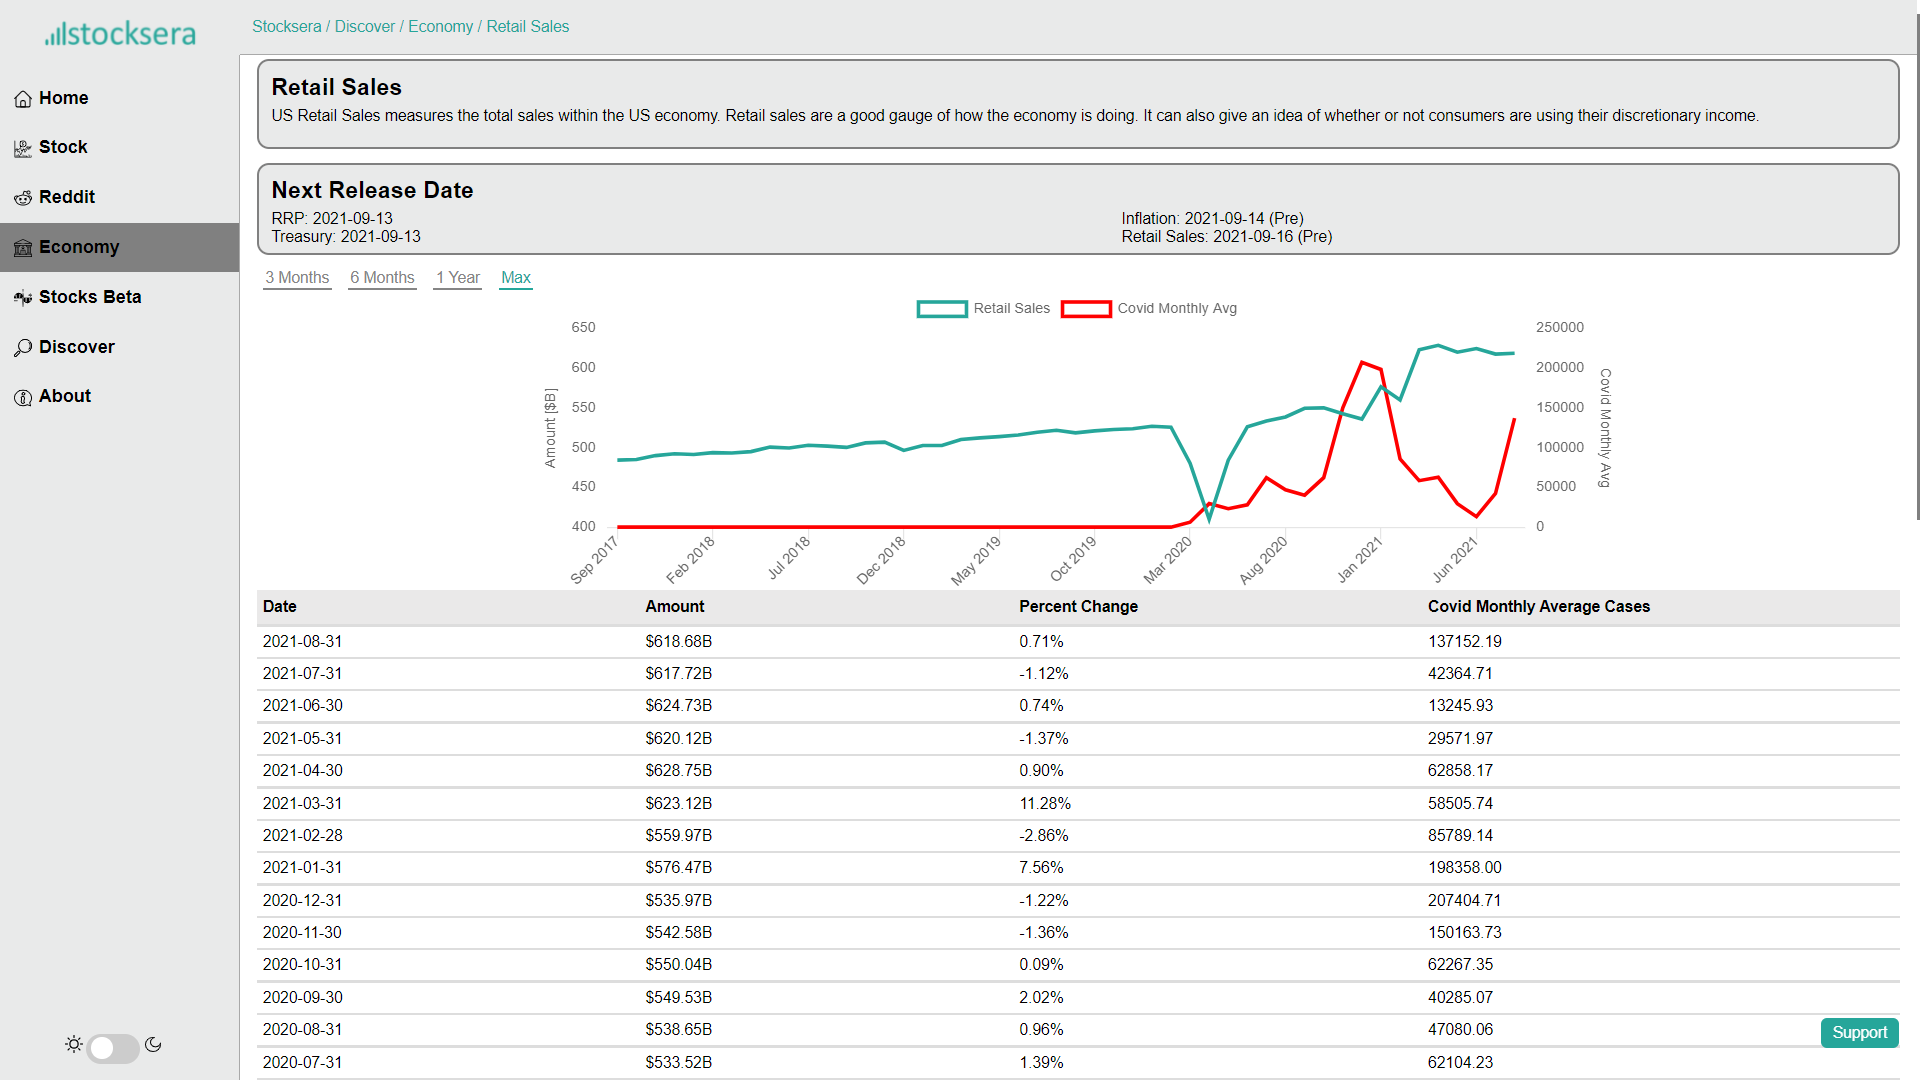 stocksera
Stocksera / Discover / Economy / Retail Sales
Home
Stock
Reddit
Economy
Stocks Beta
Discover
About
Retail Sales
US Retail Sales measures the total sales within the US economy. Retail sales are a good gauge of how the economy is doing. It can also give an idea of whether or not consumers are using their discretionary income.
Next Release Date
RRP: 2021-09-13 Inflation: 2021-09-14 (Pre)
Treasury: 2021-09-13 Retail Sales: 2021-09-16 (Pre)
3 Months 6 Months 1 Year Max
Retail Sales Covid Monthly Avg
650 250000
600 200000
550 150000
500 100000
450 50000
400 0
Amount [$B]
Covid Monthly Avg
Sep 2017 Feb 2018 Jul 2018 Dec 2018 May 2019 Oct 2019 Mar 2020 Aug 2020 Jan 2021 Jun 2021
Date Amount Percent Change Covid Monthly Average Cases
2021-08-31 $618.68B 0.71% 137152.19
2021-07-31 $617.72B -1.12% 42364.71
2021-06-30 $624.73B 0.74% 13245.93
2021-05-31 $620.12B -1.37% 29571.97
2021-04-30 $628.75B 0.90% 62858.17
2021-03-31 $623.12B 11.28% 58505.74
2021-02-28 $559.97B -2.86% 85789.14
2021-01-31 $576.47B 7.56% 198358.00
2020-12-31 $535.97B -1.22% 207404.71
2020-11-30 $542.58B -1.36% 150163.73
2020-10-31 $550.04B 0.09% 62267.35
2020-09-30 $549.53B 2.02% 40285.07
2020-08-31 $538.65B 0.96% 47080.06
2020-07-31 $533.52B 1.39% 62104.23
Support